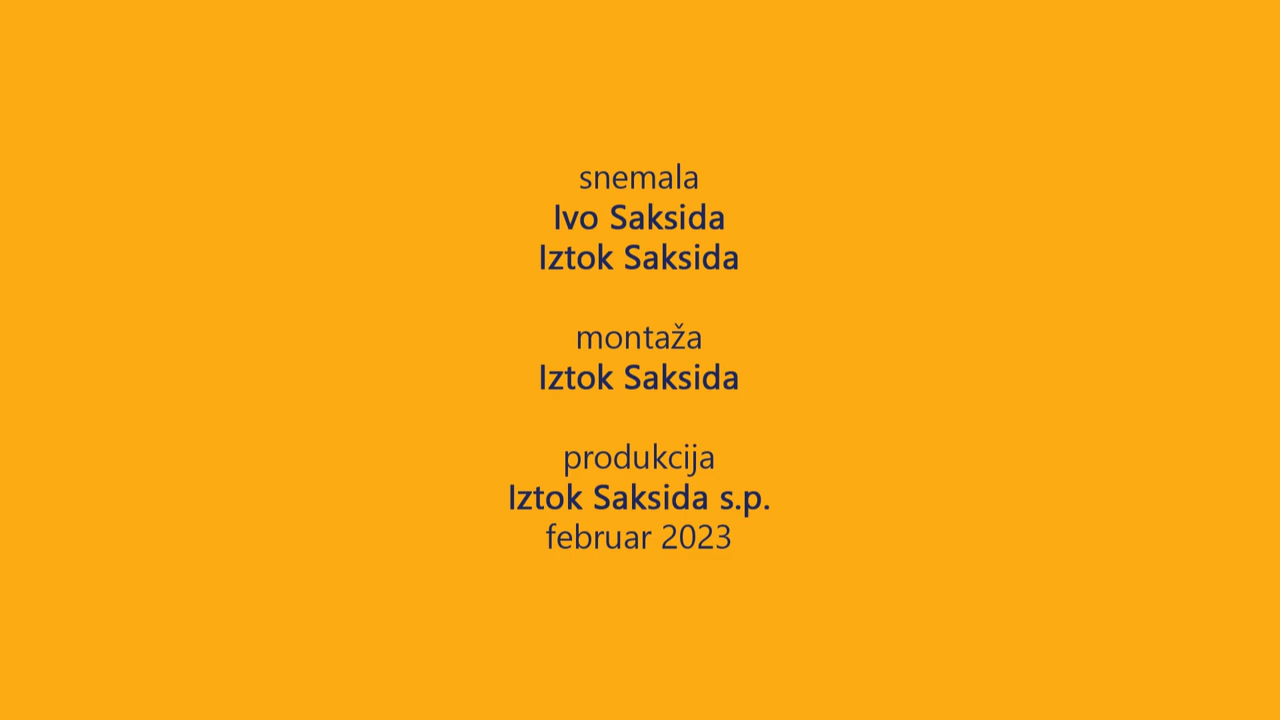 snemala
Ivo Saksida
Iztok Saksida
montaža
Iztok Saksida
produkcija
Iztok Saksida s.p.
februar 2023